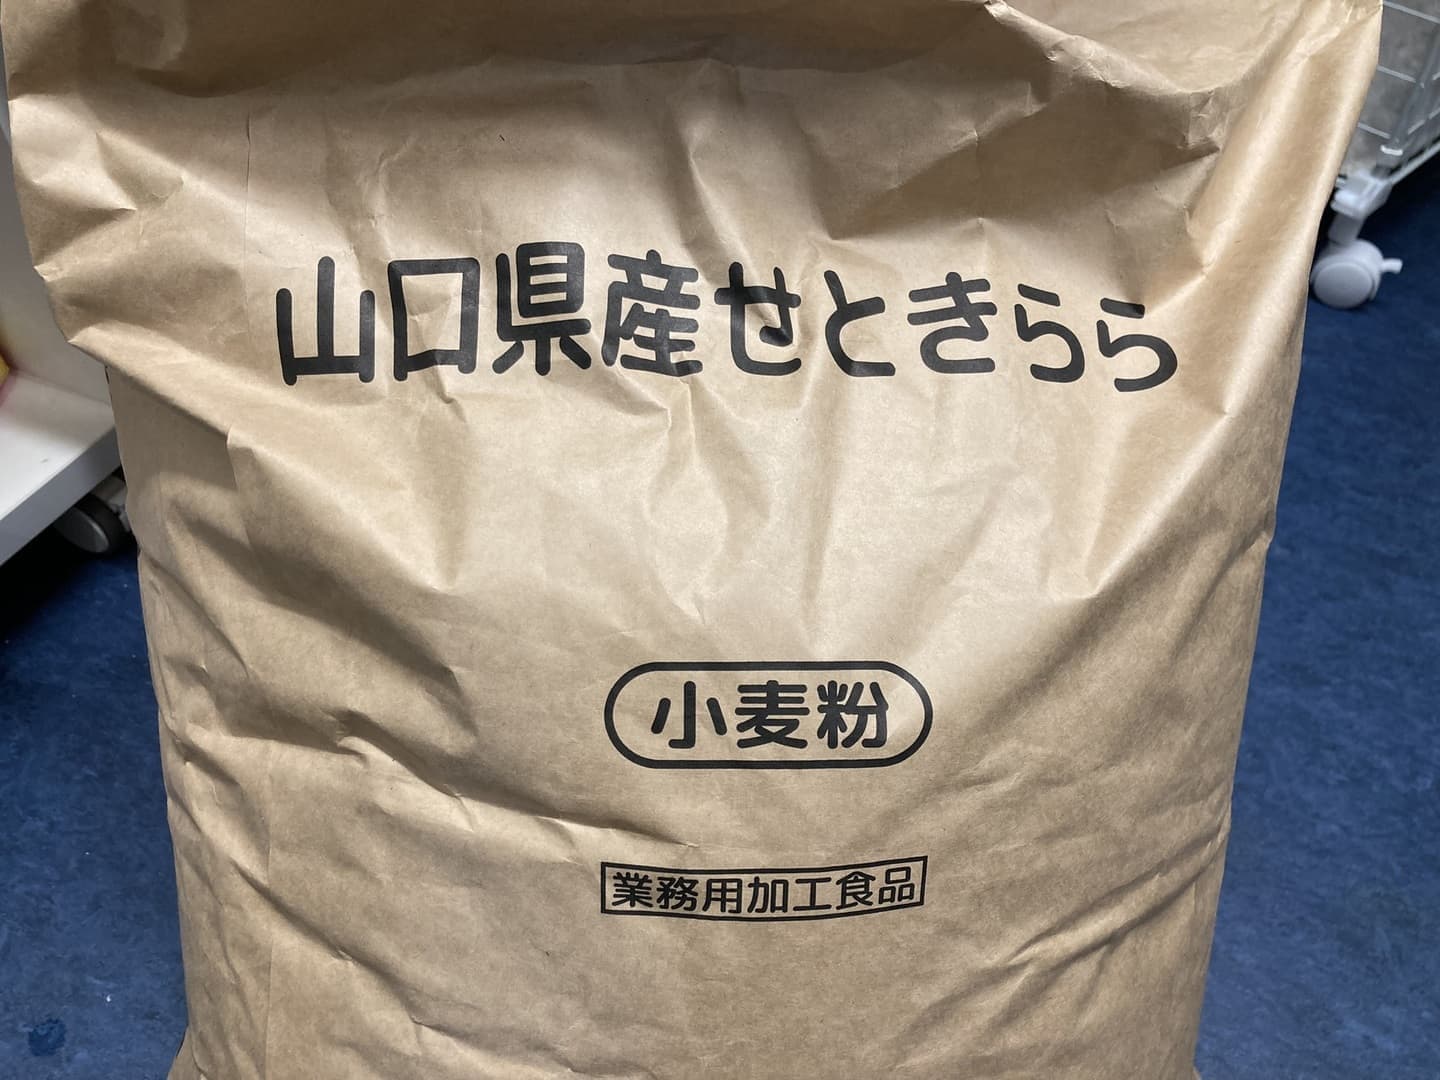 山口県産せときらら
小麦粉
業務用加工食品